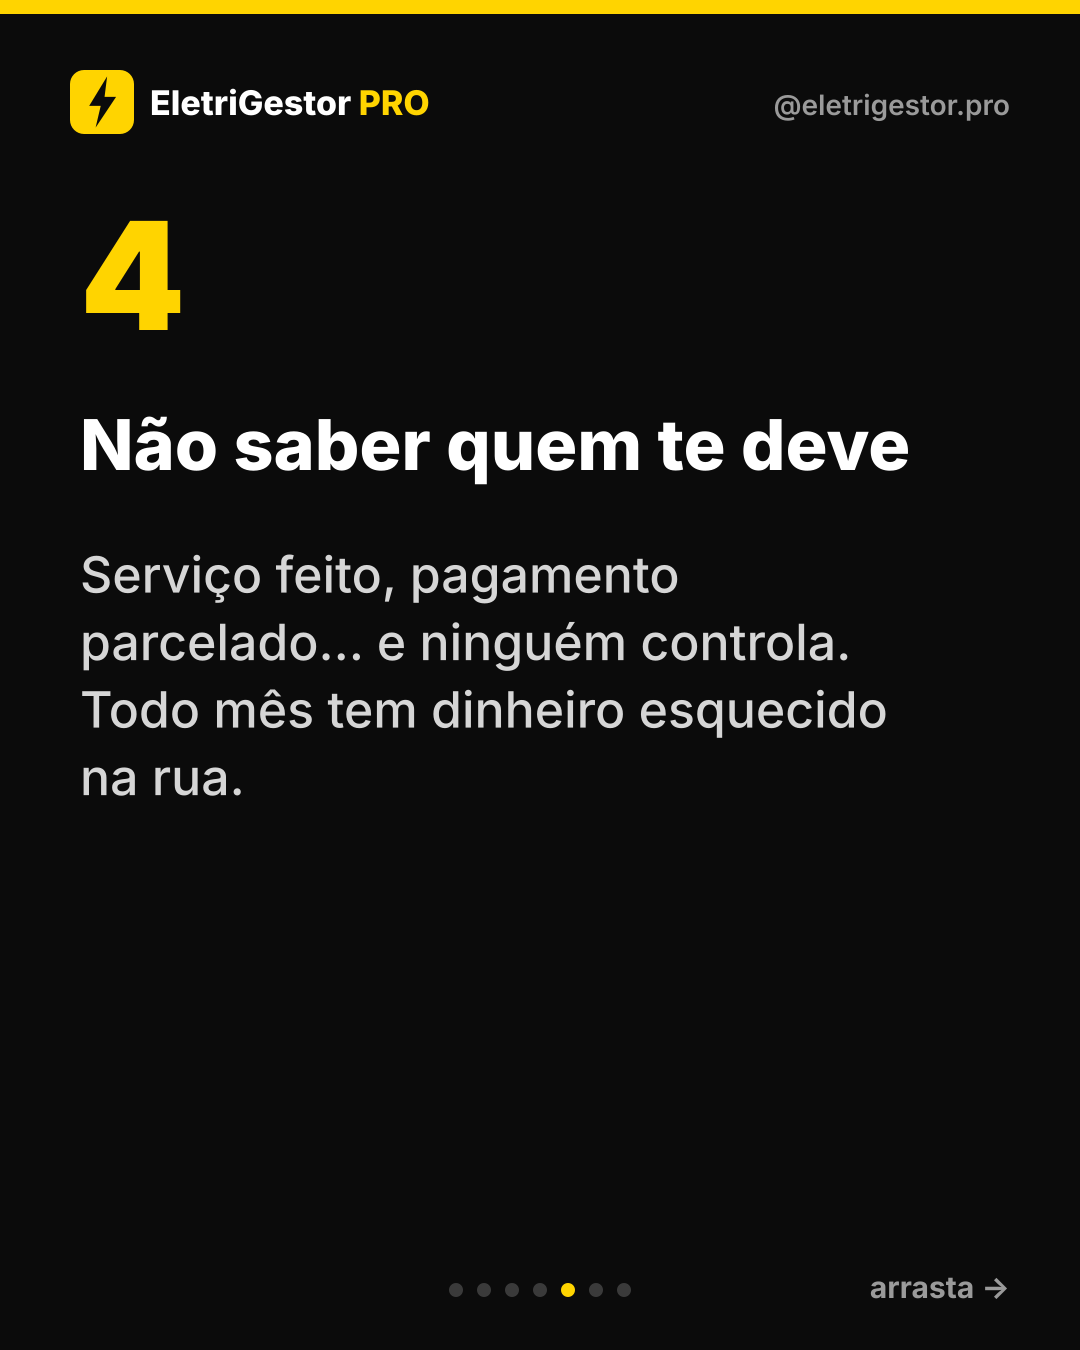 EletriGestor PRO
@eletrigestor.pro
4
Não saber quem te deve
Serviço feito, pagamento
parcelado... e ninguém controla.
Todo mês tem dinheiro esquecido
na rua.
arrasta →